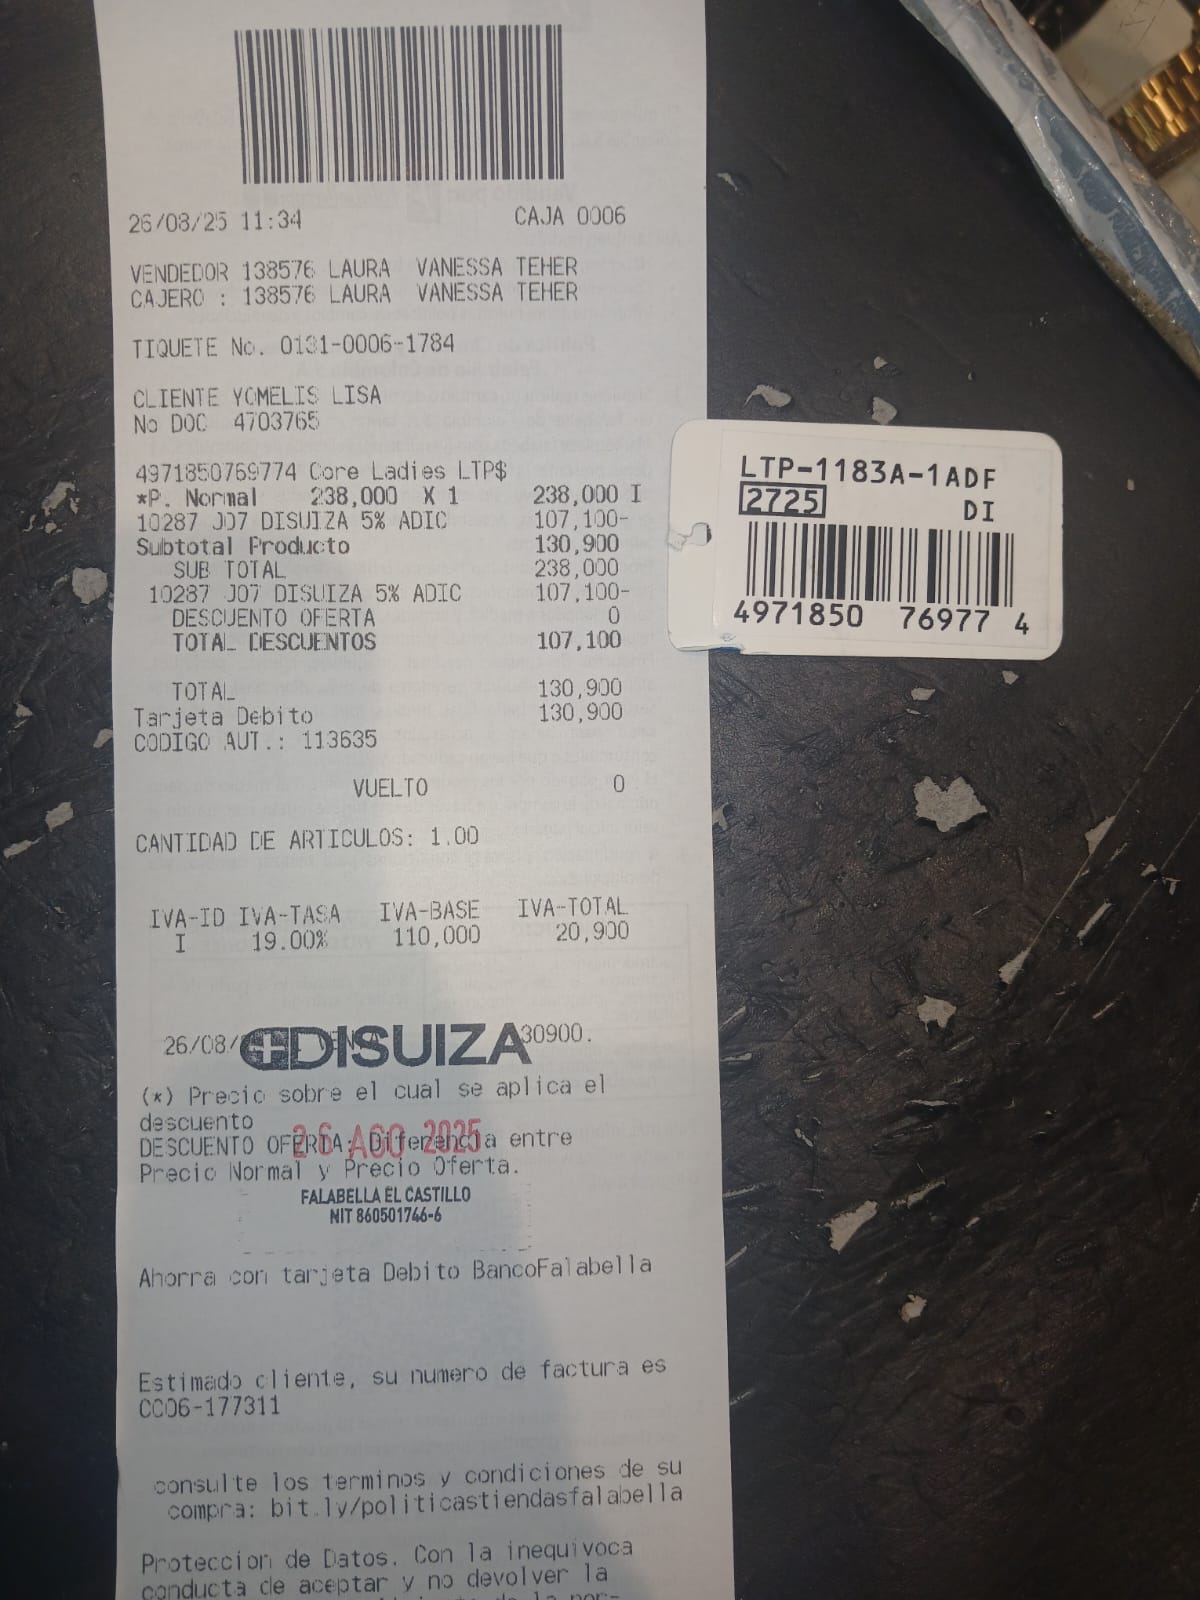 26/08/25 11:34 CAJA 0006
VENDEDOR 138576 LAURA VANESSA TEHER
CAJERO : 138576 LAURA VANESSA TEHER
TIQUETE No. 0131-0006-1784
CLIENTE YOMELIS LISA
No DOC 4703765
4971850769774 Core Ladies LTP$
*P. Normal 238,000 X 1 238,000 I
10287 J07 DISUIZA 5% ADIC 107,100-
Subtotal Producto 130,900
SUB TOTAL 238,000
10287 J07 DISUIZA 5% ADIC 107,100-
DESCUENTO OFERTA 0
TOTAL DESCUENTOS 107,100
TOTAL 130,900
Tarjeta Debito 130,900
CODIGO AUT.: 113635
VUELTO 0
CANTIDAD DE ARTICULOS: 1.00
IVA-ID IVA-TASA IVA-BASE IVA-TOTAL
I 19.00% 110,000 20,900
26/08/ 30900.
DISUIZA
(*) Precio sobre el cual se aplica el
descuento
DESCUENTO OFERTA: Diferencia entre
26 AGO 2025
Precio Normal y Precio Oferta.
FALABELLA EL CASTILLO
NIT 860501746-6
Ahorra con tarjeta Debito BancoFalabella
Estimado cliente, su numero de factura es
CC06-177311
consulte los terminos y condiciones de su
compra: bit.ly/politicastiendasfalabella
Proteccion de Datos. Con la inequivoca
conducta de aceptar y no devolver la
LTP-1183A-1ADF
2725 DI
4971850 76977 4